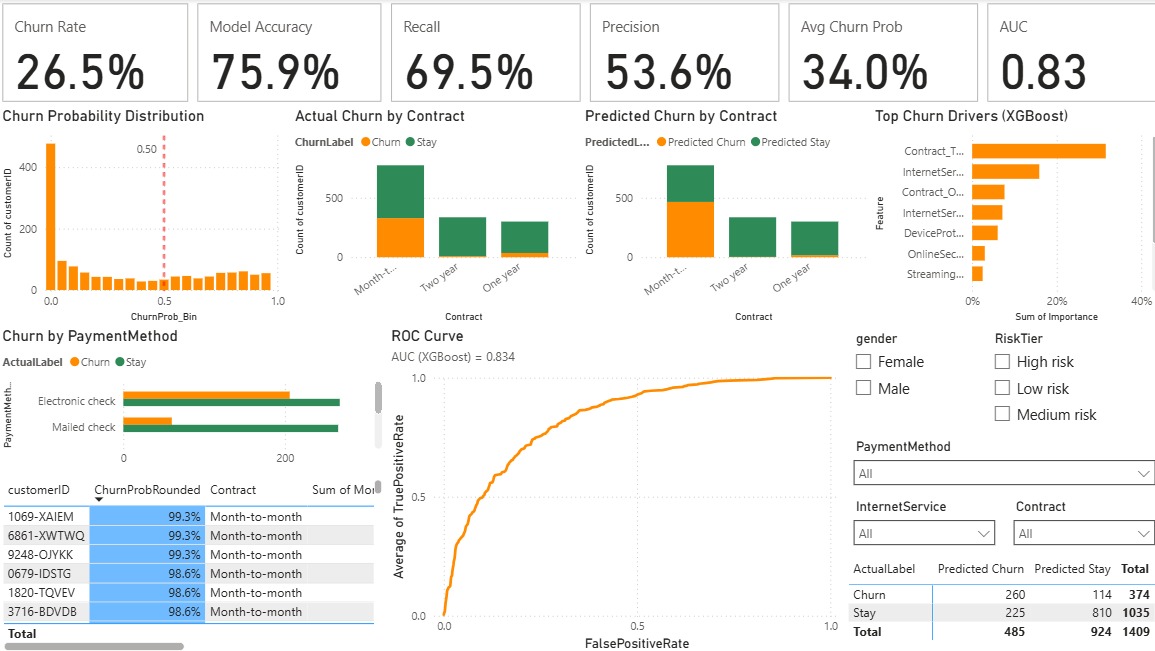 Churn Rate
26.5%
Model Accuracy
75.9%
Recall
69.5%
Precision
53.6%
Avg Churn Prob
34.0%
AUC
0.83
Churn Probability Distribution
Count of customerID
400
200
0
0.50
0.0 0.5 1.0
ChurnProb_Bin
Actual Churn by Contract
ChurnLabel Churn Stay
Count of customerID
500
0
Month-t... Two year One year
Contract
Predicted Churn by Contract
PredictedL... Predicted Churn Predicted Stay
Count of customerID
500
0
Month-t... Two year One year
Contract
Top Churn Drivers (XGBoost)
Feature
Contract_T...
InternetSer...
Contract_O...
InternetSer...
DeviceProt...
OnlineSec...
Streaming...
0% 20% 40%
Sum of Importance
Churn by PaymentMethod
ActualLabel Churn Stay
PaymentMeth...
Electronic check
Mailed check
0 200
customerID ChurnProbRounded Contract Sum of Mon
1069-XAIEM 99.3% Month-to-month
6861-XWTWQ 99.3% Month-to-month
9248-OJYKK 99.3% Month-to-month
0679-IDSTG 98.6% Month-to-month
1820-TQVEV 98.6% Month-to-month
3716-BDVDB 98.6% Month-to-month
Total
ROC Curve
AUC (XGBoost) = 0.834
Average of TruePositiveRate
1.0
0.5
0.0
0.0 0.5 1.0
FalsePositiveRate
gender
Female
Male
RiskTier
High risk
Low risk
Medium risk
PaymentMethod
All
InternetService
All
Contract
All
ActualLabel Predicted Churn Predicted Stay Total
Churn 260 114 374
Stay 225 810 1035
Total 485 924 1409